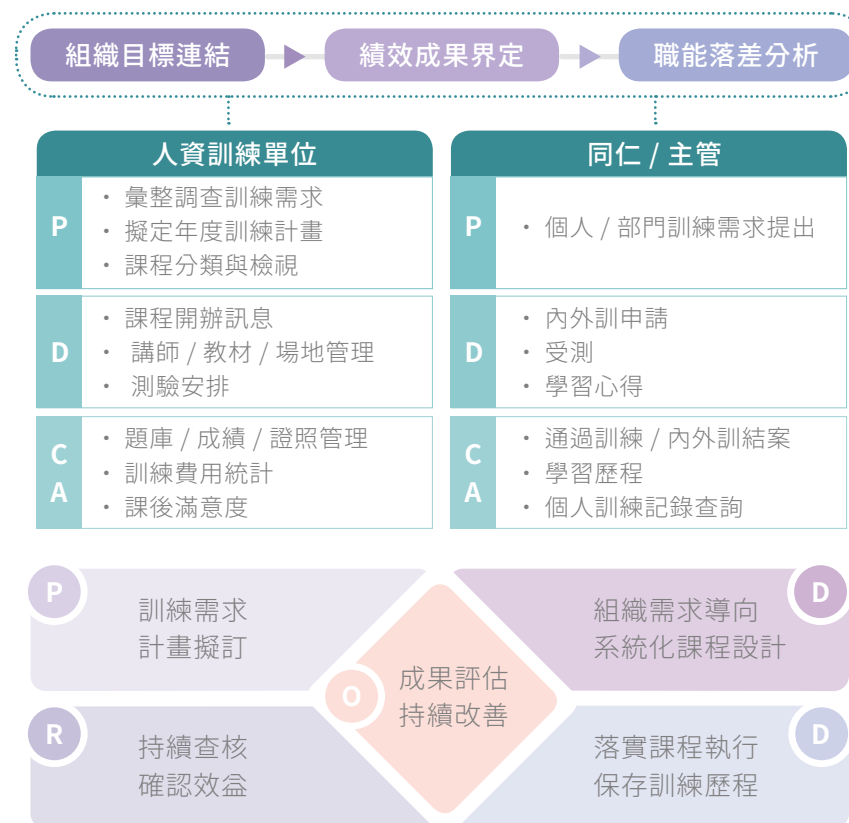 組織目標連結
績效成果界定
職能落差分析
人資訓練單位
P
・ 彙整調查訓練需求
・ 擬定年度訓練計畫
・ 課程分類與檢視
D
・ 課程開辦訊息
・ 講師 / 教材 / 場地管理
・ 測驗安排
C
A
・ 題庫 / 成績 / 證照管理
・ 訓練費用統計
・ 課後滿意度
同仁 / 主管
P
・ 個人 / 部門訓練需求提出
D
・ 內外訓申請
・ 受測
・ 學習心得
C
A
・ 通過訓練 / 內外訓結案
・ 學習歷程
・ 個人訓練記錄查詢
P
訓練需求
計畫擬訂
D
組織需求導向
系統化課程設計
O
成果評估
持續改善
R
持續查核
確認效益
D
落實課程執行
保存訓練歷程